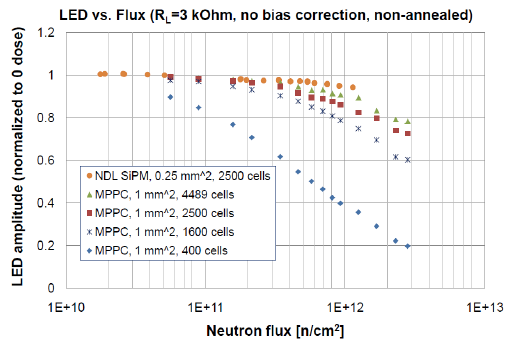 LED vs. Flux (RL=3 kOhm, no bias correction, non-annealed)
LED amplitude (normalized to 0 dose)
1.2
1
0.8
0.6
0.4
0.2
0
NDL SiPM, 0.25 mm^2, 2500 cells
MPPC, 1 mm^2, 4489 cells
MPPC, 1 mm^2, 2500 cells
MPPC, 1 mm^2, 1600 cells
MPPC, 1 mm^2, 400 cells
1E+10 1E+11 1E+12 1E+13
Neutron flux [n/cm²]